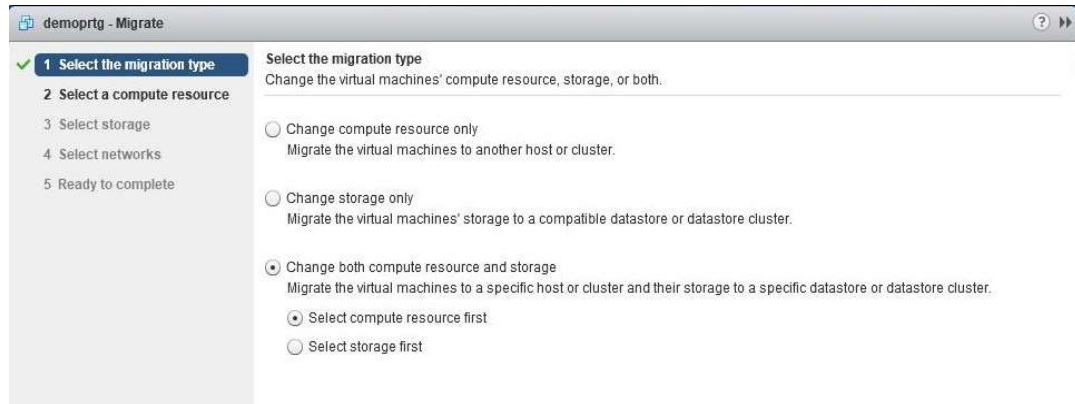 demoprtg - Migrate
1 Select the migration type
2 Select a compute resource
3 Select storage
4 Select networks
5 Ready to complete
Select the migration type
Change the virtual machines' compute resource, storage, or both.
Change compute resource only
Migrate the virtual machines to another host or cluster.
Change storage only
Migrate the virtual machines' storage to a compatible datastore or datastore cluster.
Change both compute resource and storage
Migrate the virtual machines to a specific host or cluster and their storage to a specific datastore or datastore cluster.
Select compute resource first
Select storage first